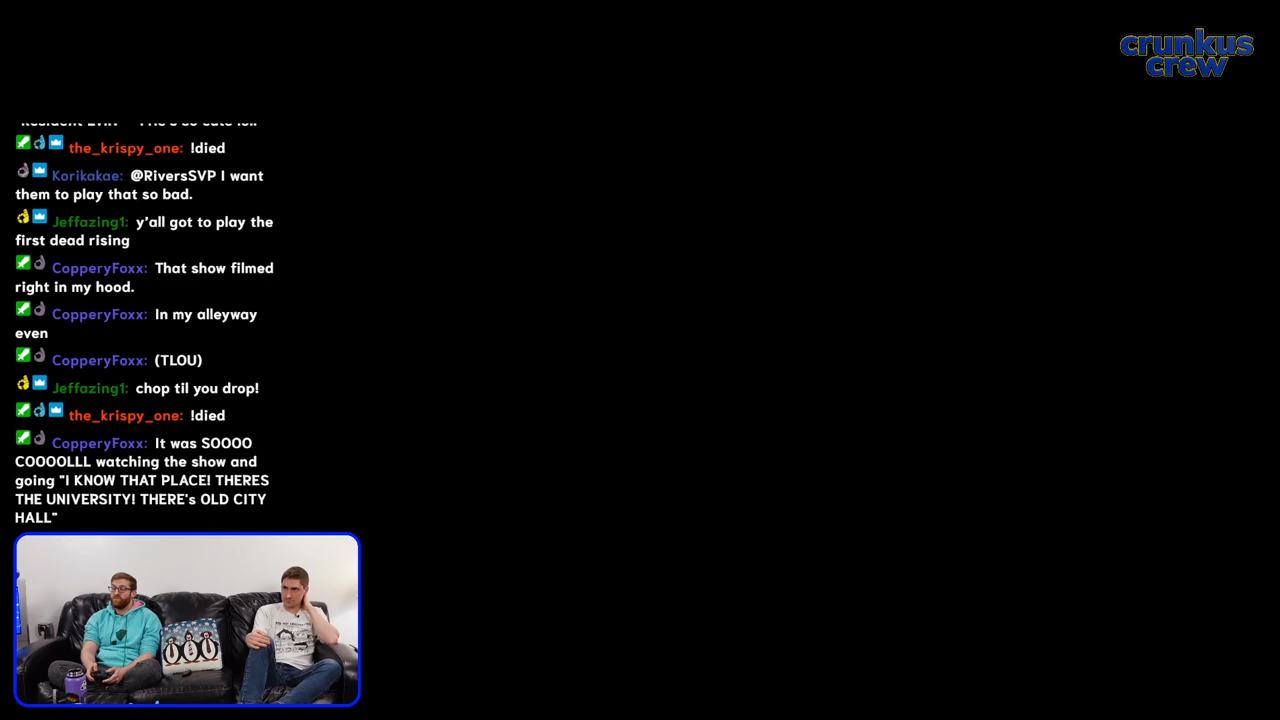 crunkus
crew
the_krispy_one: !died
Korikakae: @RiversSVP I want
them to play that so bad.
Jeffazing1: y'all got to play the
first dead rising
CopperyFoxx: That show filmed
right in my hood.
CopperyFoxx: In my alleyway
even
CopperyFoxx: (TLOU)
Jeffazing1: chop til you drop!
the_krispy_one: !died
CopperyFoxx: It was SOOOO
COOOOLLL watching the show and
going "I KNOW THAT PLACE! THERES
THE UNIVERSITY! THERE's OLD CITY
HALL"